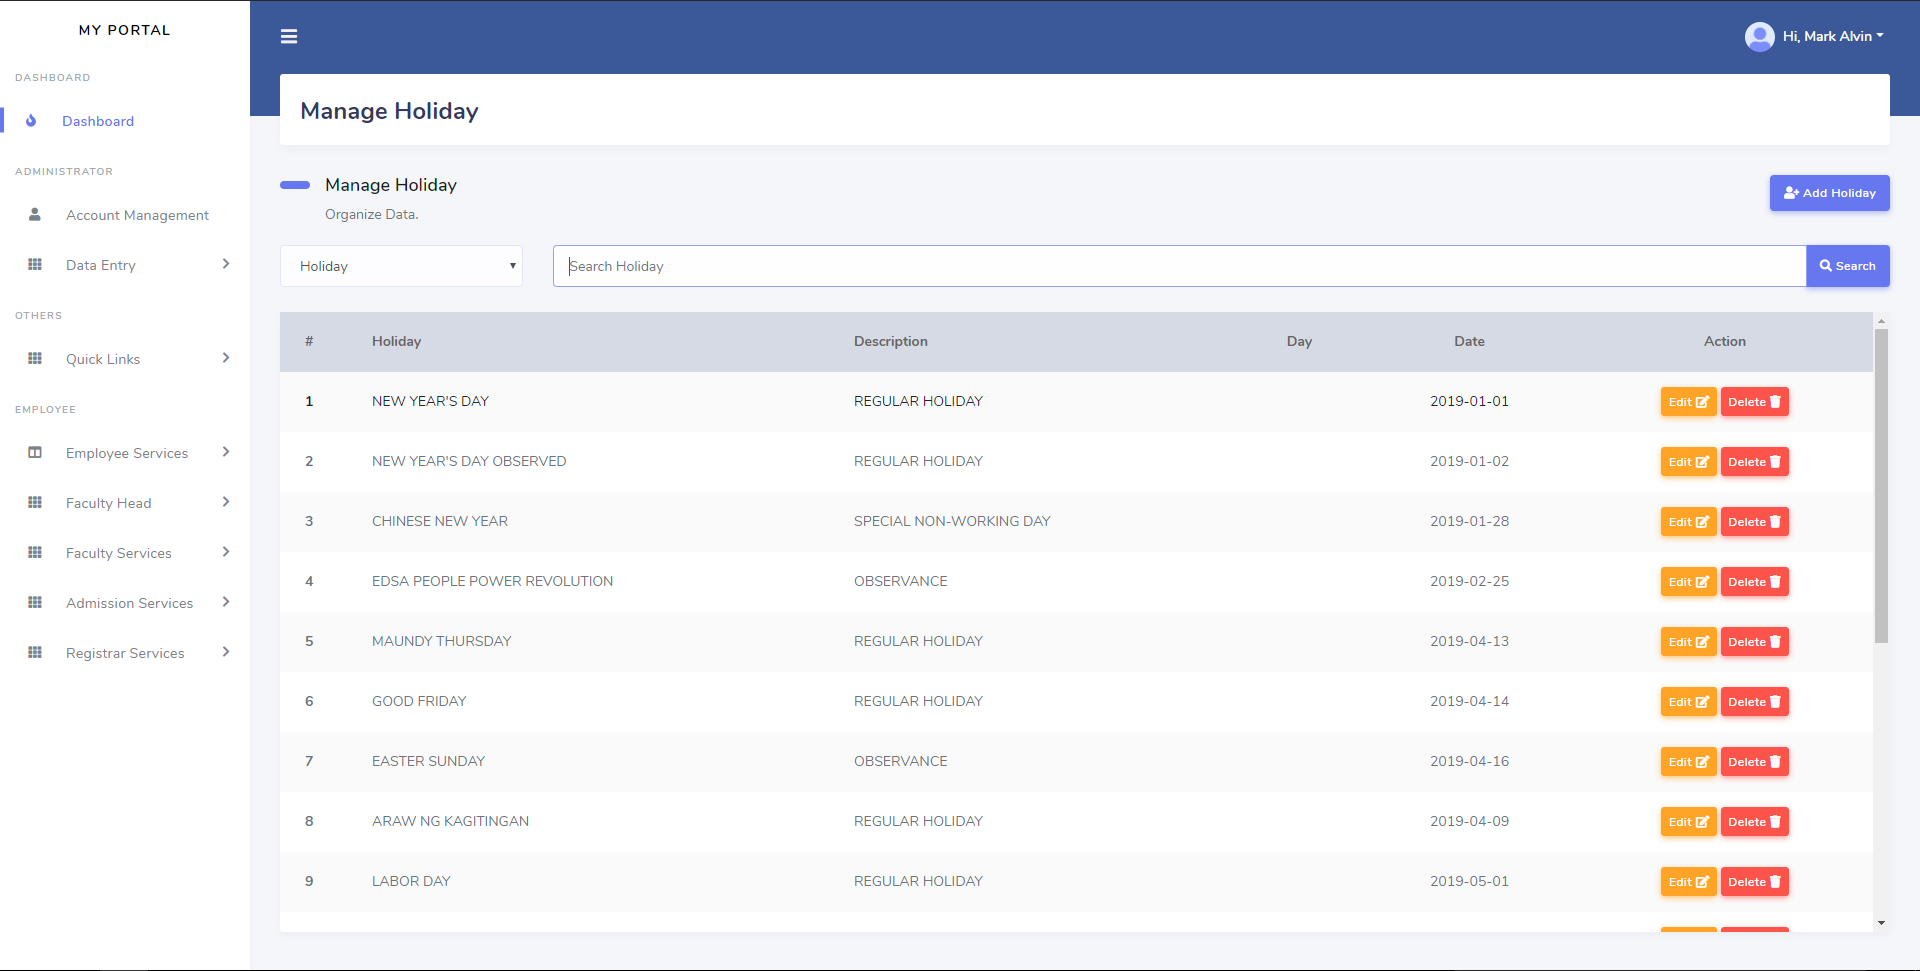 MY PORTAL
Hi, Mark Alvin
DASHBOARD
Dashboard
ADMINISTRATOR
Account Management
Data Entry
OTHERS
Quick Links
EMPLOYEE
Employee Services
Faculty Head
Faculty Services
Admission Services
Registrar Services
Manage Holiday
Manage Holiday
Organize Data.
Add Holiday
Holiday
Search Holiday
Search
# Holiday Description Day Date Action
1 NEW YEAR'S DAY REGULAR HOLIDAY 2019-01-01 Edit Delete
2 NEW YEAR'S DAY OBSERVED REGULAR HOLIDAY 2019-01-02 Edit Delete
3 CHINESE NEW YEAR SPECIAL NON-WORKING DAY 2019-01-28 Edit Delete
4 EDSA PEOPLE POWER REVOLUTION OBSERVANCE 2019-02-25 Edit Delete
5 MAUNDY THURSDAY REGULAR HOLIDAY 2019-04-13 Edit Delete
6 GOOD FRIDAY REGULAR HOLIDAY 2019-04-14 Edit Delete
7 EASTER SUNDAY OBSERVANCE 2019-04-16 Edit Delete
8 ARAW NG KAGITINGAN REGULAR HOLIDAY 2019-04-09 Edit Delete
9 LABOR DAY REGULAR HOLIDAY 2019-05-01 Edit Delete